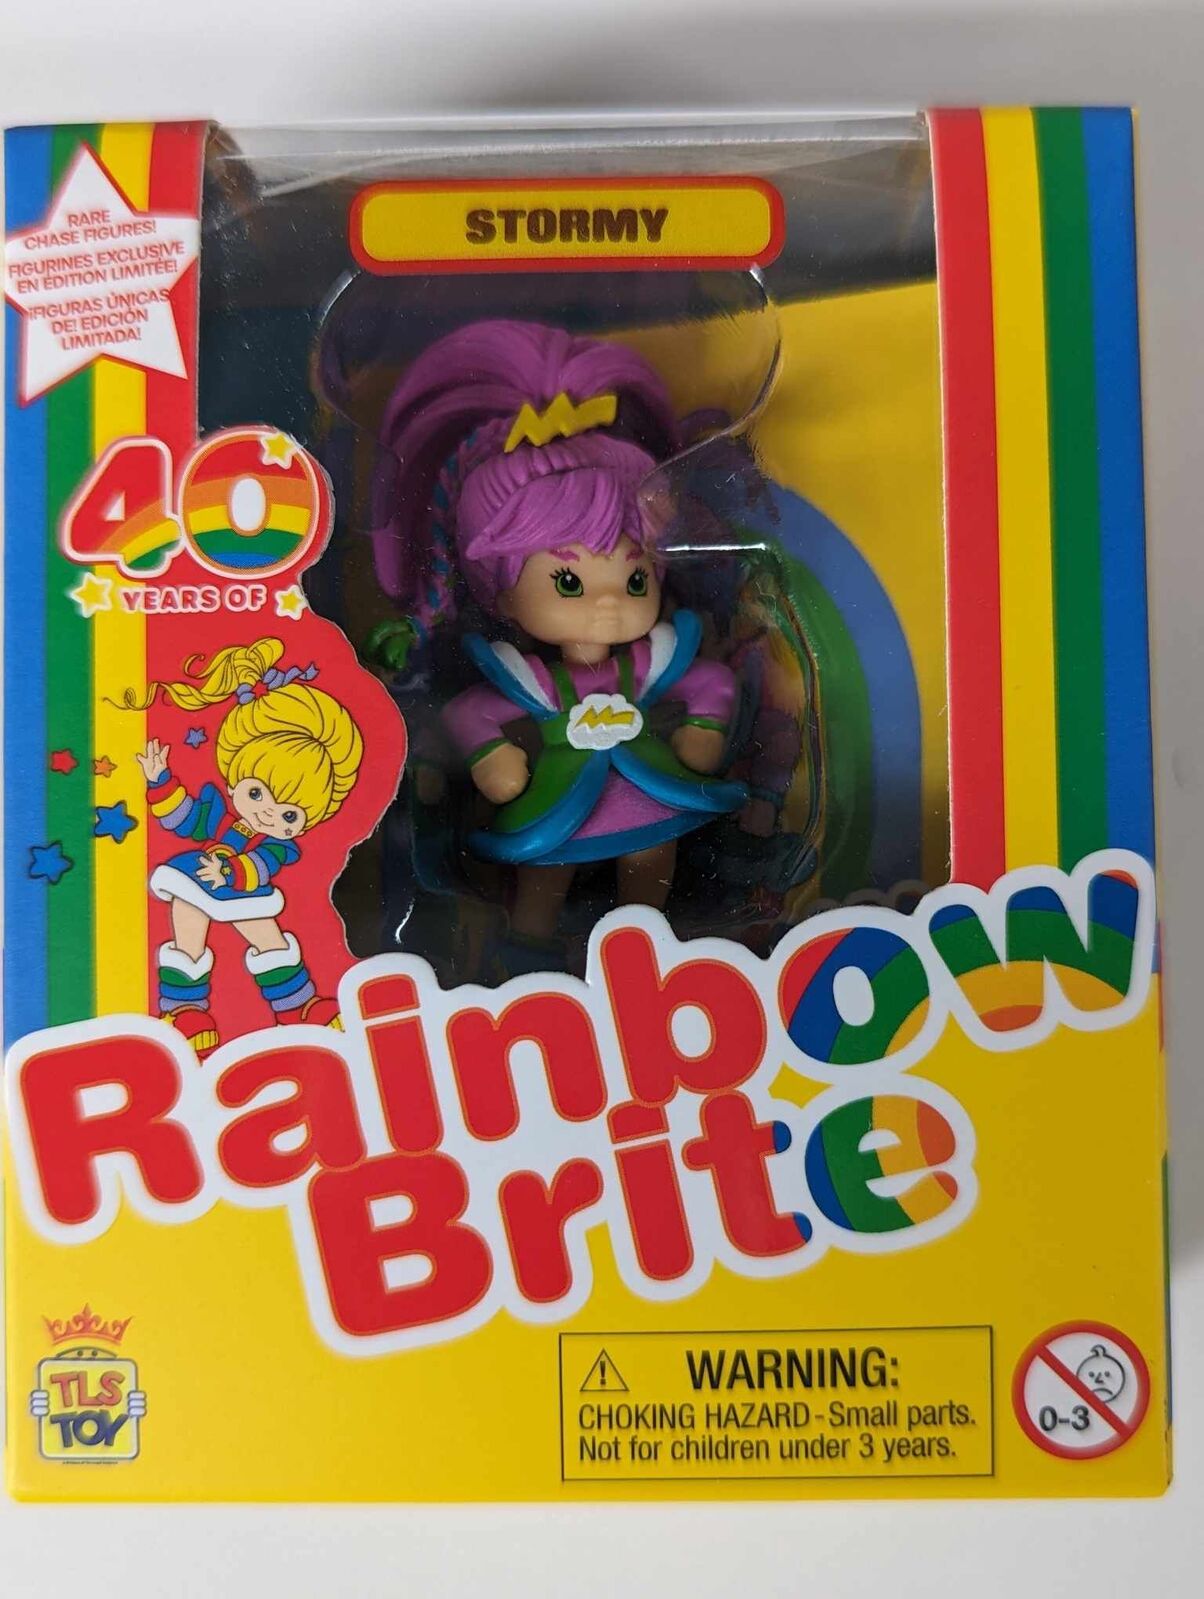 RARE
CHASE FIGURES!
FIGURINES EXCLUSIVE
EN ÉDITION LIMITÉE!
¡FIGURAS ÚNICAS
DE! EDICIÓN
LIMITADA!
STORMY
40
YEARS OF
Rainbow
Brite
TLS
TOY
WARNING:
CHOKING HAZARD - Small parts.
Not for children under 3 years.
0-3